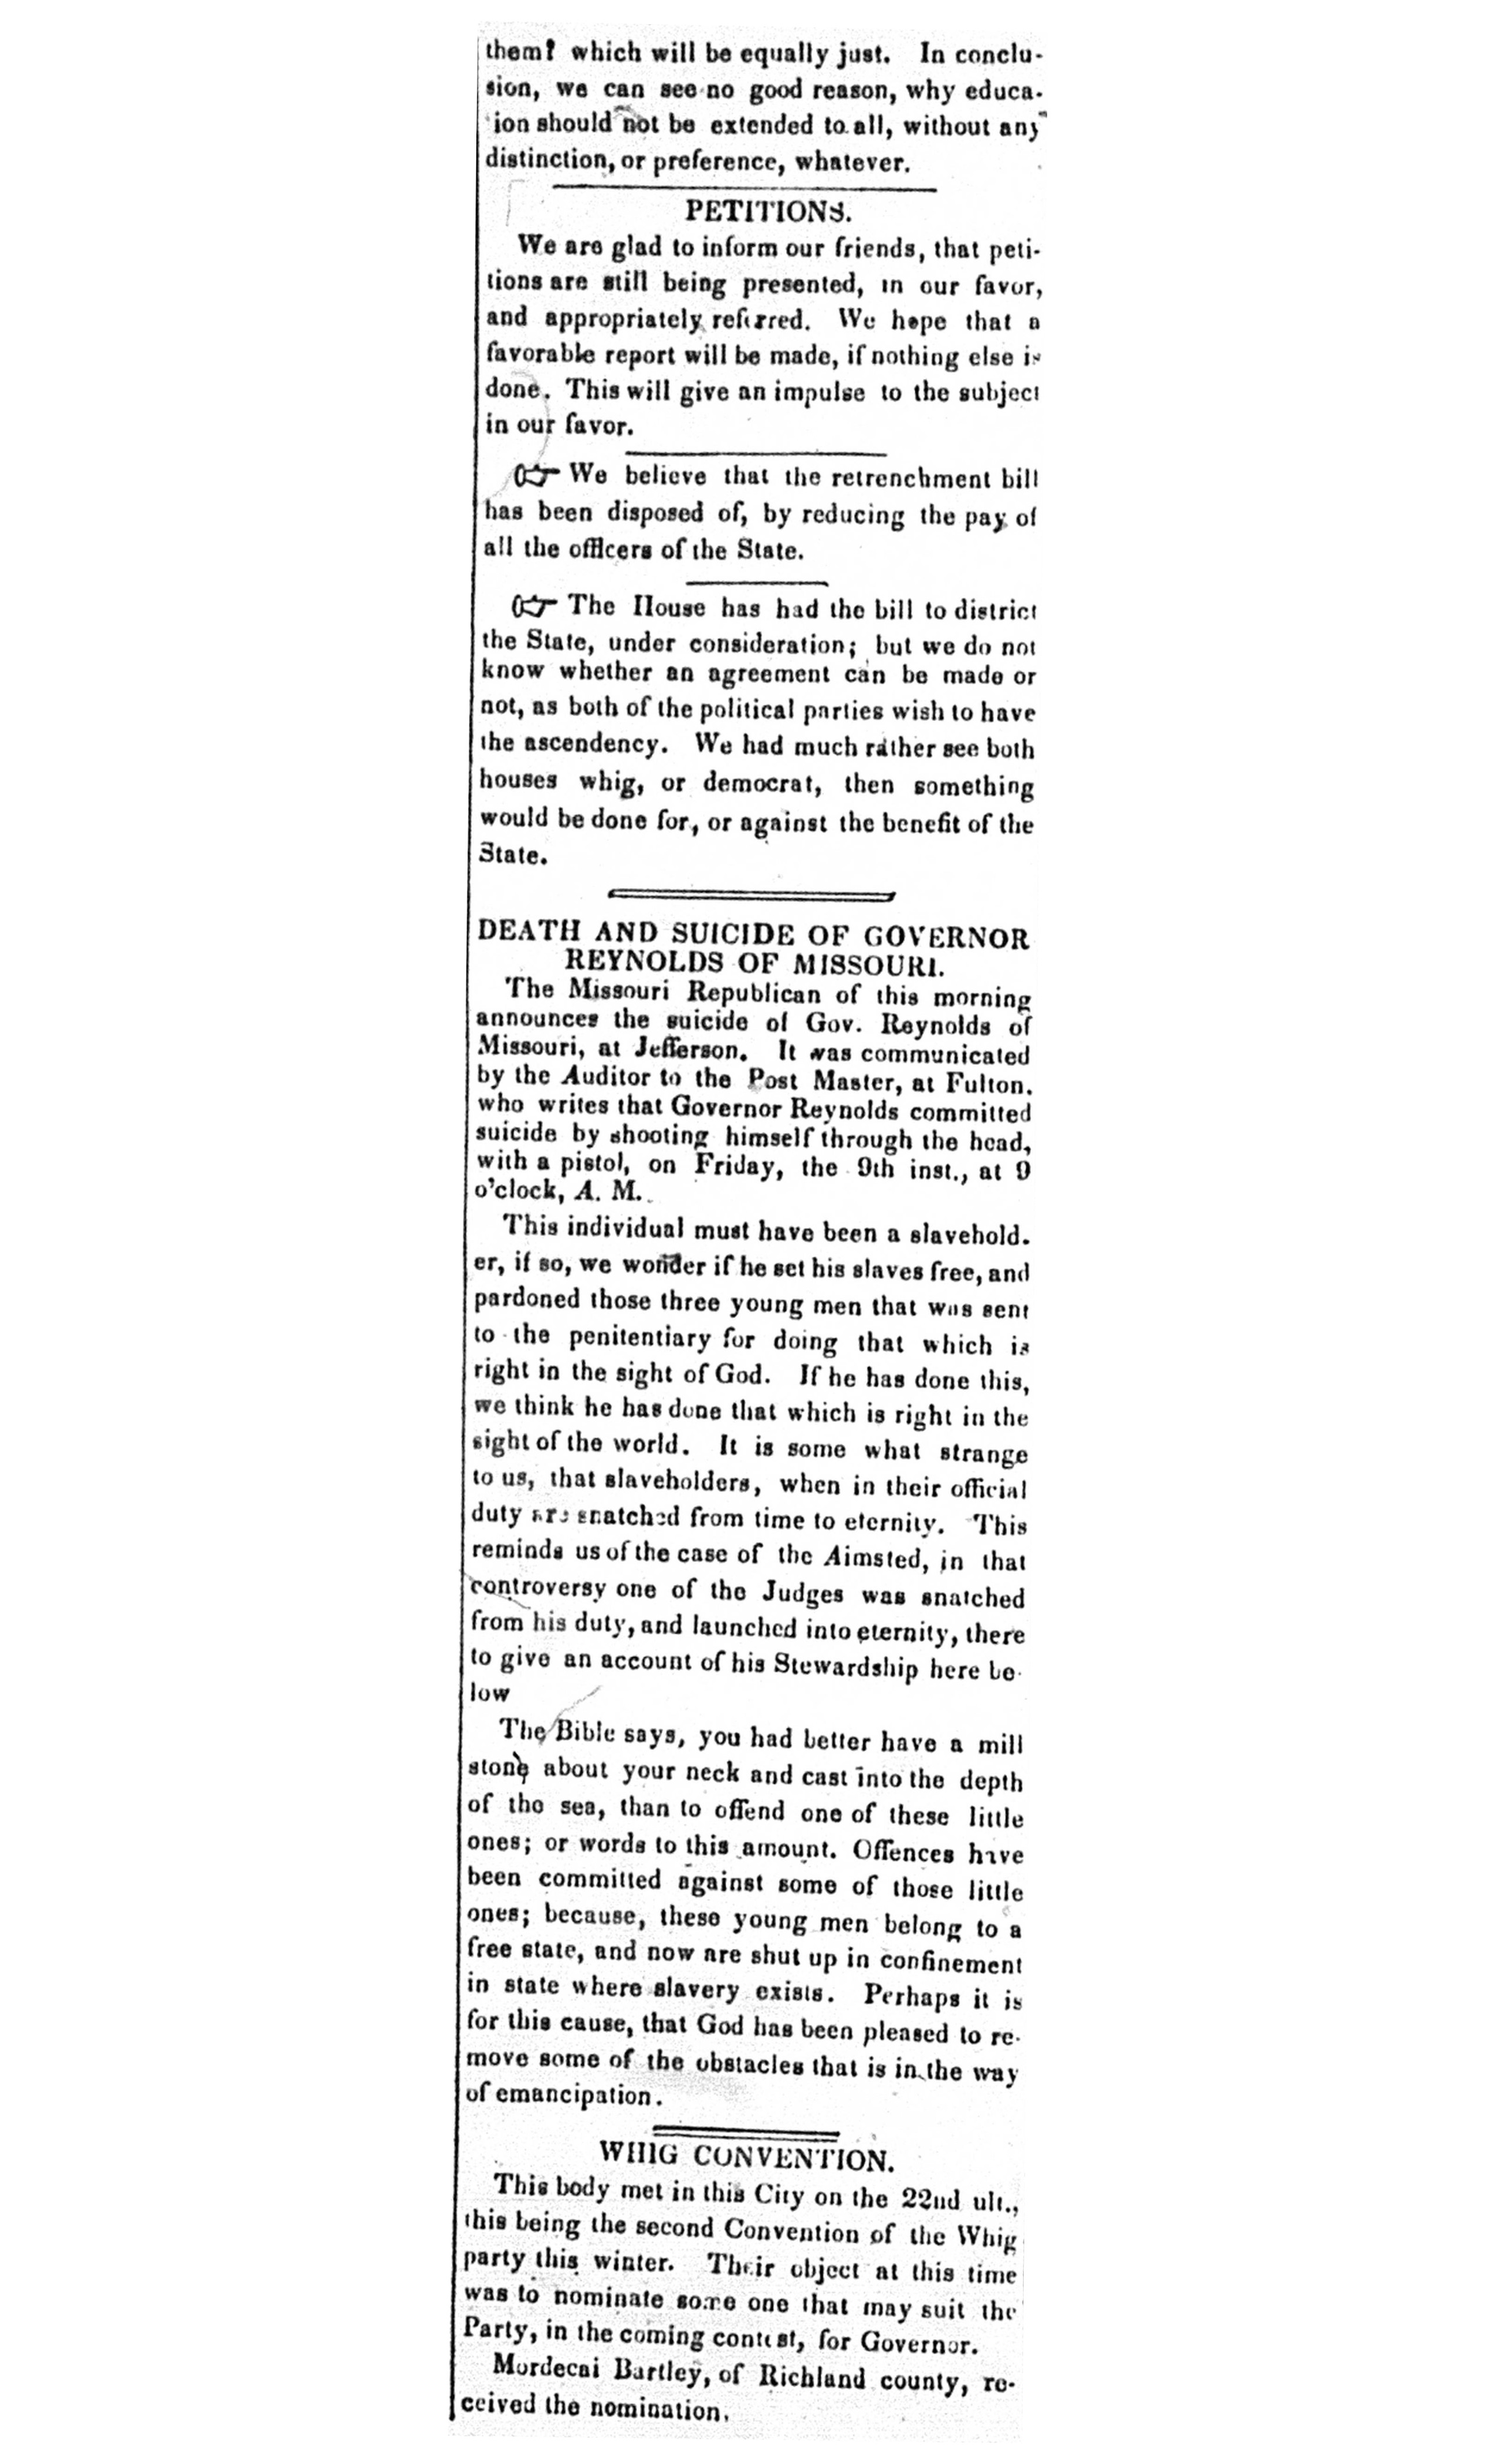 them? which will be equally just. In conclu-
sion, we can see no good reason, why educa-
ion should not be extended to all, without any
distinction, or preference, whatever.
PETITIONS.
We are glad to inform our friends, that peti-
tions are still being presented, in our favor,
and appropriately referred. We hope that a
favorable report will be made, if nothing else is
done. This will give an impulse to the subject
in our favor.
☞ We believe that the retrenchment bill
has been disposed of, by reducing the pay of
all the officers of the State.
☞ The House has had the bill to district
the State, under consideration; but we do not
know whether an agreement can be made or
not, as both of the political parties wish to have
the ascendency. We had much rather see both
houses whig, or democrat, then something
would be done for, or against the benefit of the
State.
DEATH AND SUICIDE OF GOVERNOR
REYNOLDS OF MISSOURI.
The Missouri Republican of this morning
announces the suicide of Gov. Reynolds of
Missouri, at Jefferson. It was communicated
by the Auditor to the Post Master, at Fulton.
who writes that Governor Reynolds committed
suicide by shooting himself through the head,
with a pistol, on Friday, the 9th inst., at 9
o'clock, A. M.
This individual must have been a slavehold-
er, if so, we wonder if he set his slaves free, and
pardoned those three young men that was sent
to the penitentiary for doing that which is
right in the sight of God. If he has done this,
we think he has done that which is right in the
sight of the world. It is some what strange
to us, that slaveholders, when in their official
duty are snatched from time to eternity. This
reminds us of the case of the Aimsted, in that
controversy one of the Judges was snatched
from his duty, and launched into eternity, there
to give an account of his Stewardship here be-
low
The Bible says, you had better have a mill
stone about your neck and cast into the depth
of the sea, than to offend one of these little
ones; or words to this amount. Offences have
been committed against some of those little
ones; because, these young men belong to a
free state, and now are shut up in confinement
in state where slavery exists. Perhaps it is
for this cause, that God has been pleased to re-
move some of the obstacles that is in the way
of emancipation.
WHIG CONVENTION.
This body met in this City on the 22nd ult.,
this being the second Convention of the Whig
party this winter. Their object at this time
was to nominate some one that may suit the
Party, in the coming contest, for Governor.
Mordecai Bartley, of Richland county, re-
ceived the nomination.